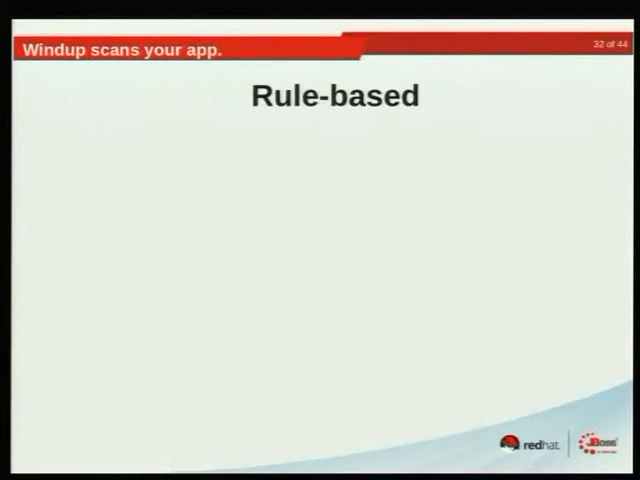 Windup scans your app.
32 of 44
Rule-based
redhat.
JBoss